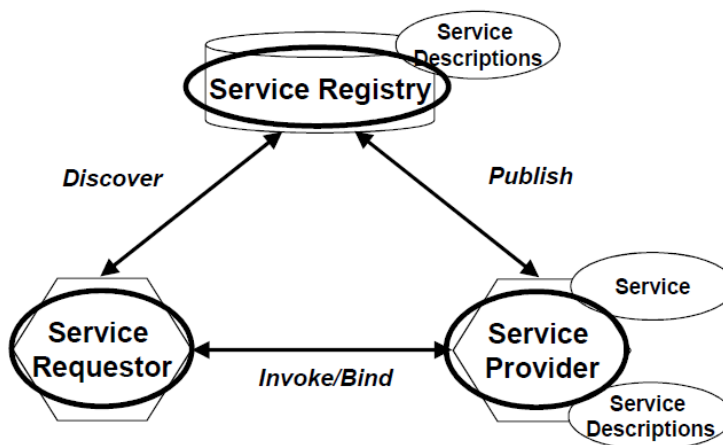 Service
Descriptions
Service Registry
Discover
Publish
Service
Requestor
Invoke/Bind
Service
Provider
Service
Service
Descriptions